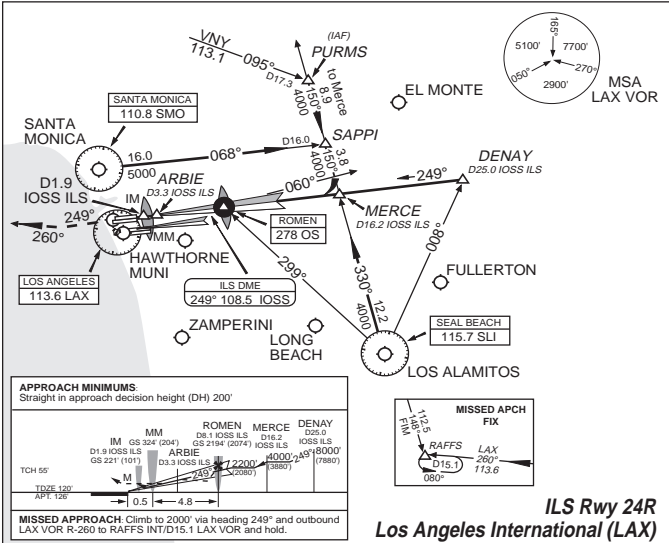 VNY
113.1
095°
D17.3
(IAF)
PURMS
to Merce
8.9
150°
4000
165°
5100'
7700'
050°
270°
2900'
MSA
LAX VOR
EL MONTE
SANTA MONICA
110.8 SMO
SANTA
MONICA
16.0
5000
068°
D16.0
SAPPI
3.8
150°
4000
DENAY
D25.0 IOSS ILS
249°
D1.9
IOSS ILS
ARBIE
D3.3 IOSS ILS
060°
IM
249°
260°
MM
ROMEN
278 OS
MERCE
D16.2 IOSS ILS
008°
HAWTHORNE
MUNI
LOS ANGELES
113.6 LAX
ILS DME
249° 108.5 IOSS
299°
330°
12.2
4000
FULLERTON
ZAMPERINI
LONG
BEACH
SEAL BEACH
115.7 SLI
LOS ALAMITOS
APPROACH MINIMUMS:
Straight in approach decision height (DH) 200'
IM
D1.9 IOSS ILS
GS 221' (101')
MM
GS 324' (204')
ARBIE
D3.3 IOSS ILS
ROMEN
D8.1 IOSS ILS
GS 2194' (2074')
MERCE
D16.2
IOSS ILS
DENAY
D25.0
IOSS ILS
8000'
(7880')
249°
4000'
(3880')
2200'
(2080')
249°
M
TCH 55'
TDZE 120'
APT. 126'
0.5
4.8
MISSED APPROACH: Climb to 2000' via heading 249° and outbound
LAX VOR R-260 to RAFFS INT/D15.1 LAX VOR and hold.
MISSED APCH
FIX
112.5
148°
FIM
RAFFS
D15.1
080°
LAX
260°
113.6
ILS Rwy 24R
Los Angeles International (LAX)